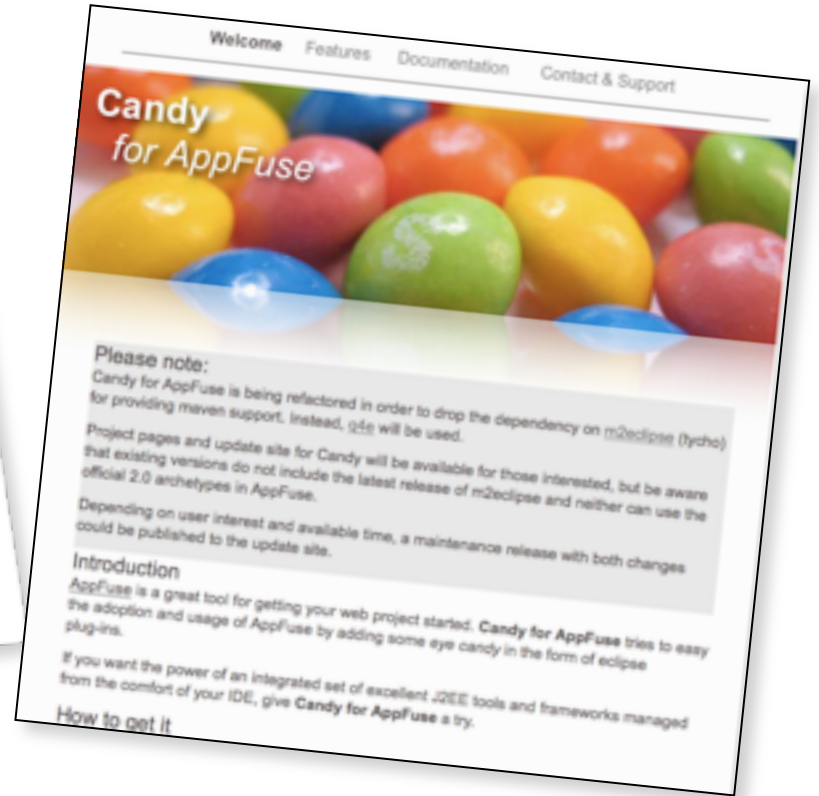 Welcome Features Documentation Contact & Support
Candy
for AppFuse
Please note:
Candy for AppFuse is being refactored in order to drop the dependency on m2eclipse (tycho)
for providing maven support. Instead, q4e will be used.
Project pages and update site for Candy will be available for those interested, but be aware
that existing versions do not include the latest release of m2eclipse and neither can use the
official 2.0 archetypes in AppFuse.
Depending on user interest and available time, a maintenance release with both changes
could be published to the update site.
Introduction
AppFuse is a great tool for getting your web project started. Candy for AppFuse tries to easy
the adoption and usage of AppFuse by adding some eye candy in the form of eclipse
plug-ins.
If you want the power of an integrated set of excellent J2EE tools and frameworks managed
from the comfort of your IDE, give Candy for AppFuse a try.
How to get it